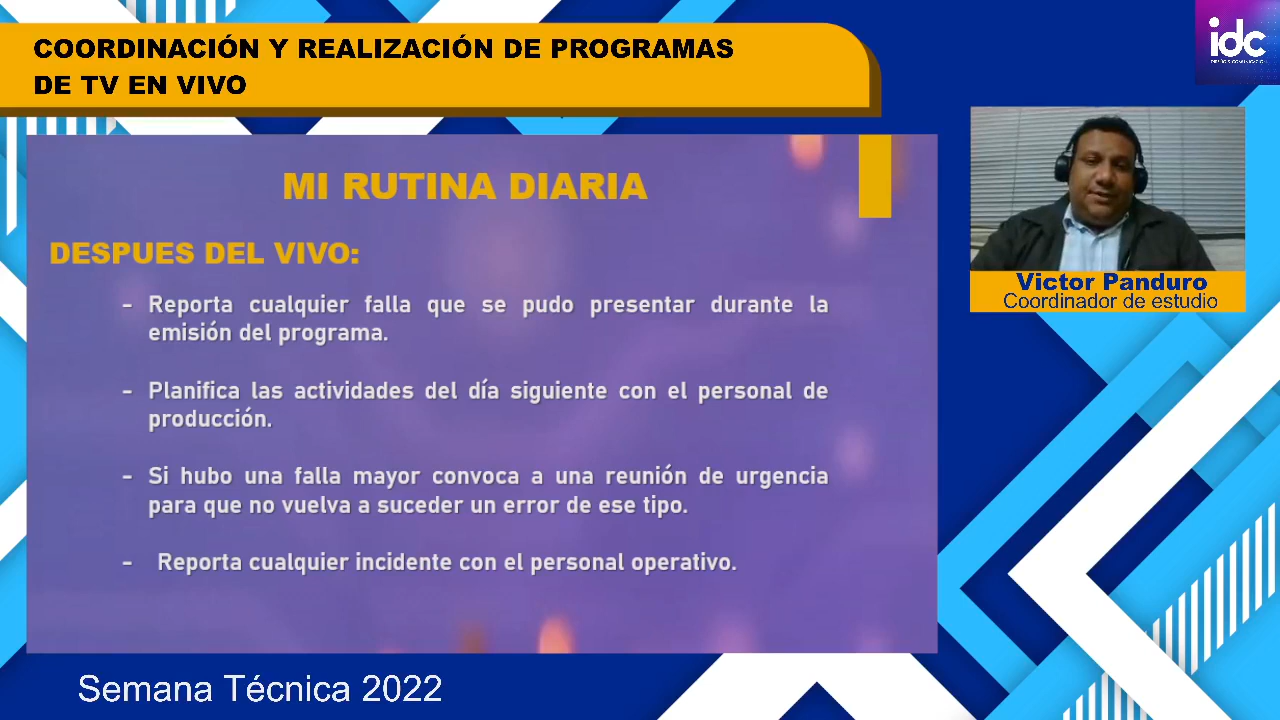 COORDINACIÓN Y REALIZACIÓN DE PROGRAMAS
DE TV EN VIVO
idc
MI RUTINA DIARIA
DESPUES DEL VIVO:
- Reporta cualquier falla que se pudo presentar durante la
emisión del programa.
- Planifica las actividades del día siguiente con el personal de
producción.
- Si hubo una falla mayor convoca a una reunión de urgencia
para que no vuelva a suceder un error de ese tipo.
- Reporta cualquier incidente con el personal operativo.
Victor Panduro
Coordinador de estudio
Semana Técnica 2022